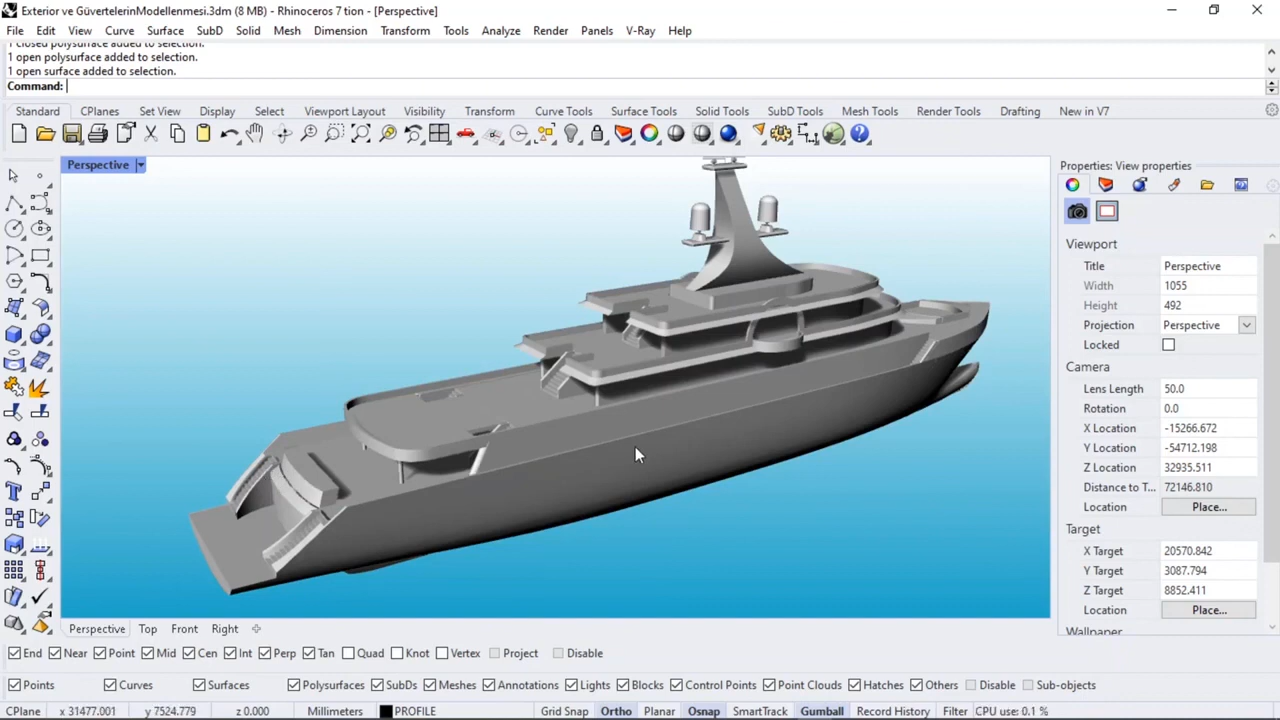 Exterior ve GüvertelerinModellenmesi.3dm (8 MB) - Rhinoceros 7 tion - [Perspective]
File Edit View Curve Surface SubD Solid Mesh Dimension Transform Tools Analyze Render Panels V-Ray Help
1 closed polysurface added to selection.
1 open polysurface added to selection.
1 open surface added to selection.
Command:
Standard CPlanes Set View Display Select Viewport Layout Visibility Transform Curve Tools Surface Tools Solid Tools SubD Tools Mesh Tools Render Tools Drafting New in V7
Perspective
Properties: View properties
Viewport
Title Perspective
Width 1055
Height 492
Projection Perspective
Locked
Camera
Lens Length 50.0
Rotation 0.0
X Location -15266.672
Y Location -54712.198
Z Location 32935.511
Distance to T... 72146.810
Location Place...
Target
X Target 20570.842
Y Target 3087.794
Z Target 8852.411
Location Place...
Wallpaper
Perspective Top Front Right
End Near Point Mid Cen Int Perp Tan Quad Knot Vertex Project Disable
Points Curves Surfaces Polysurfaces SubDs Meshes Annotations Lights Blocks Control Points Point Clouds Hatches Others Disable Sub-objects
CPlane x 31477.001 y 7524.779 z 0.000 Millimeters PROFILE Grid Snap Ortho Planar Osnap SmartTrack Gumball Record History Filter CPU use: 0.1 %